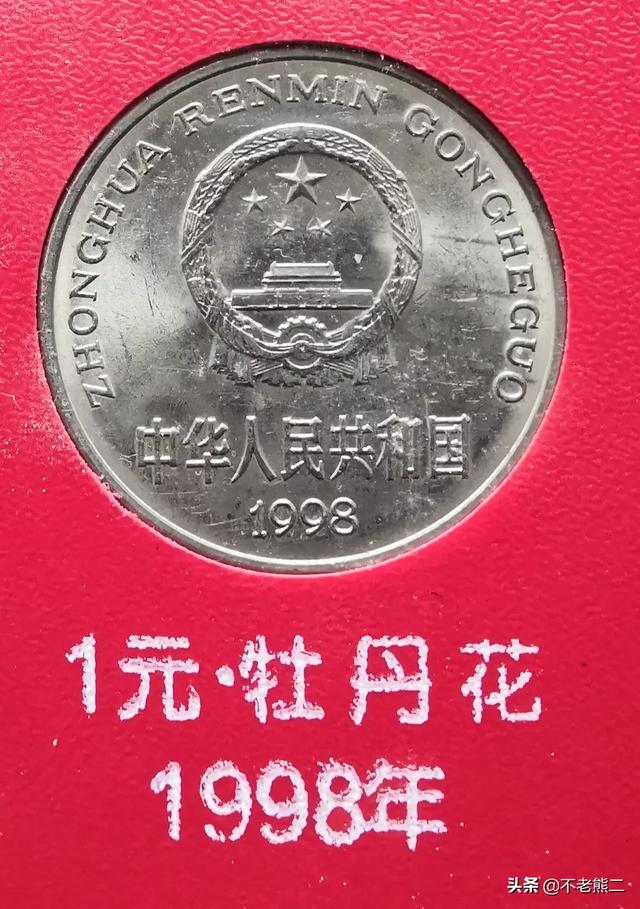 ZHONGHUA RENMIN GONGHEGUO
中华人民共和国
1998
1元·牡丹花
1998年
头条 @不老熊二